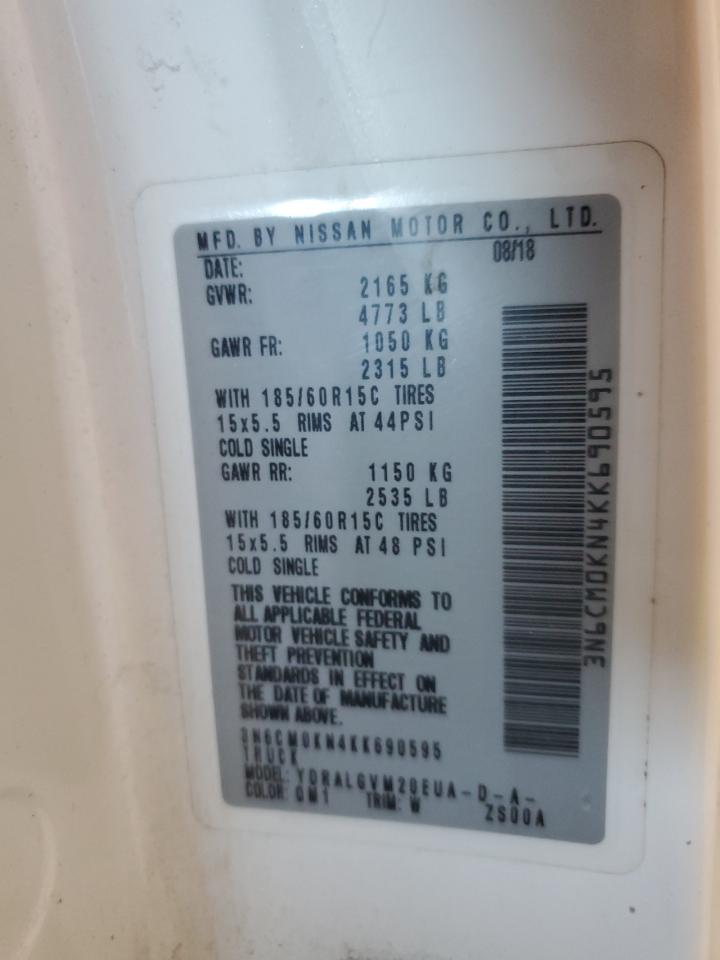 MFD. BY NISSAN MOTOR CO., LTD.
DATE: 08/18
GVWR: 2165 KG
4773 LB
GAWR FR: 1050 KG
2315 LB
WITH 185/60R15C TIRES
15x5.5 RIMS AT 44PSI
COLD SINGLE
GAWR RR: 1150 KG
2535 LB
WITH 185/60R15C TIRES
15x5.5 RIMS AT 48 PSI
COLD SINGLE
THIS VEHICLE CONFORMS TO
ALL APPLICABLE FEDERAL
MOTOR VEHICLE SAFETY AND
THEFT PREVENTION
STANDARDS IN EFFECT ON
THE DATE OF MANUFACTURE
SHOWN ABOVE.
3N6CM0KN4KK690595
TRUCK
MODEL: YDRALGVM20EUA-D-A-
COLOR: QM1 TRIM: W ZS00A
3N6CM0KN4KK690595